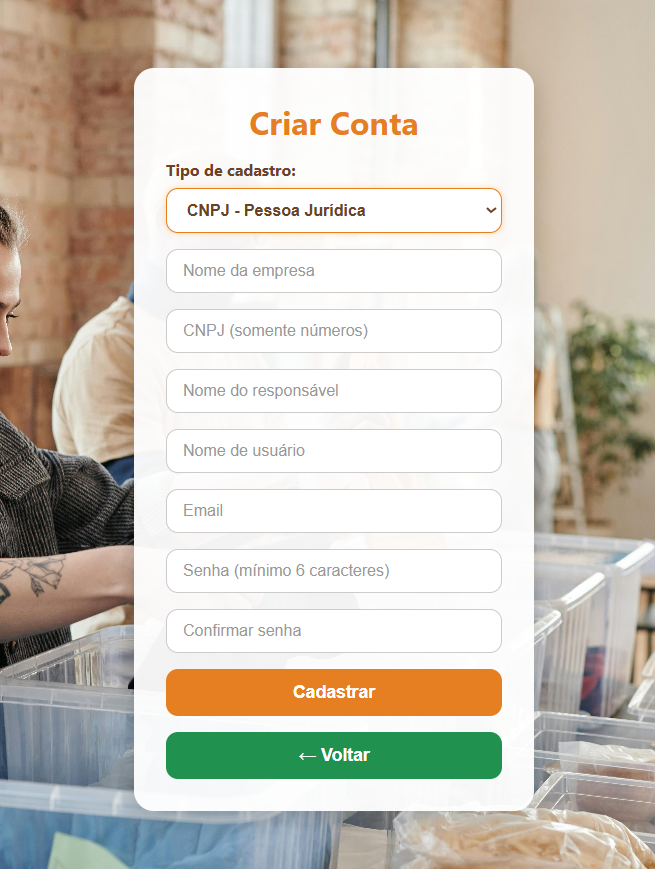 Criar Conta
Tipo de cadastro:
CNPJ - Pessoa Jurídica
Nome da empresa
CNPJ (somente números)
Nome do responsável
Nome de usuário
Email
Senha (mínimo 6 caracteres)
Confirmar senha
Cadastrar
← Voltar